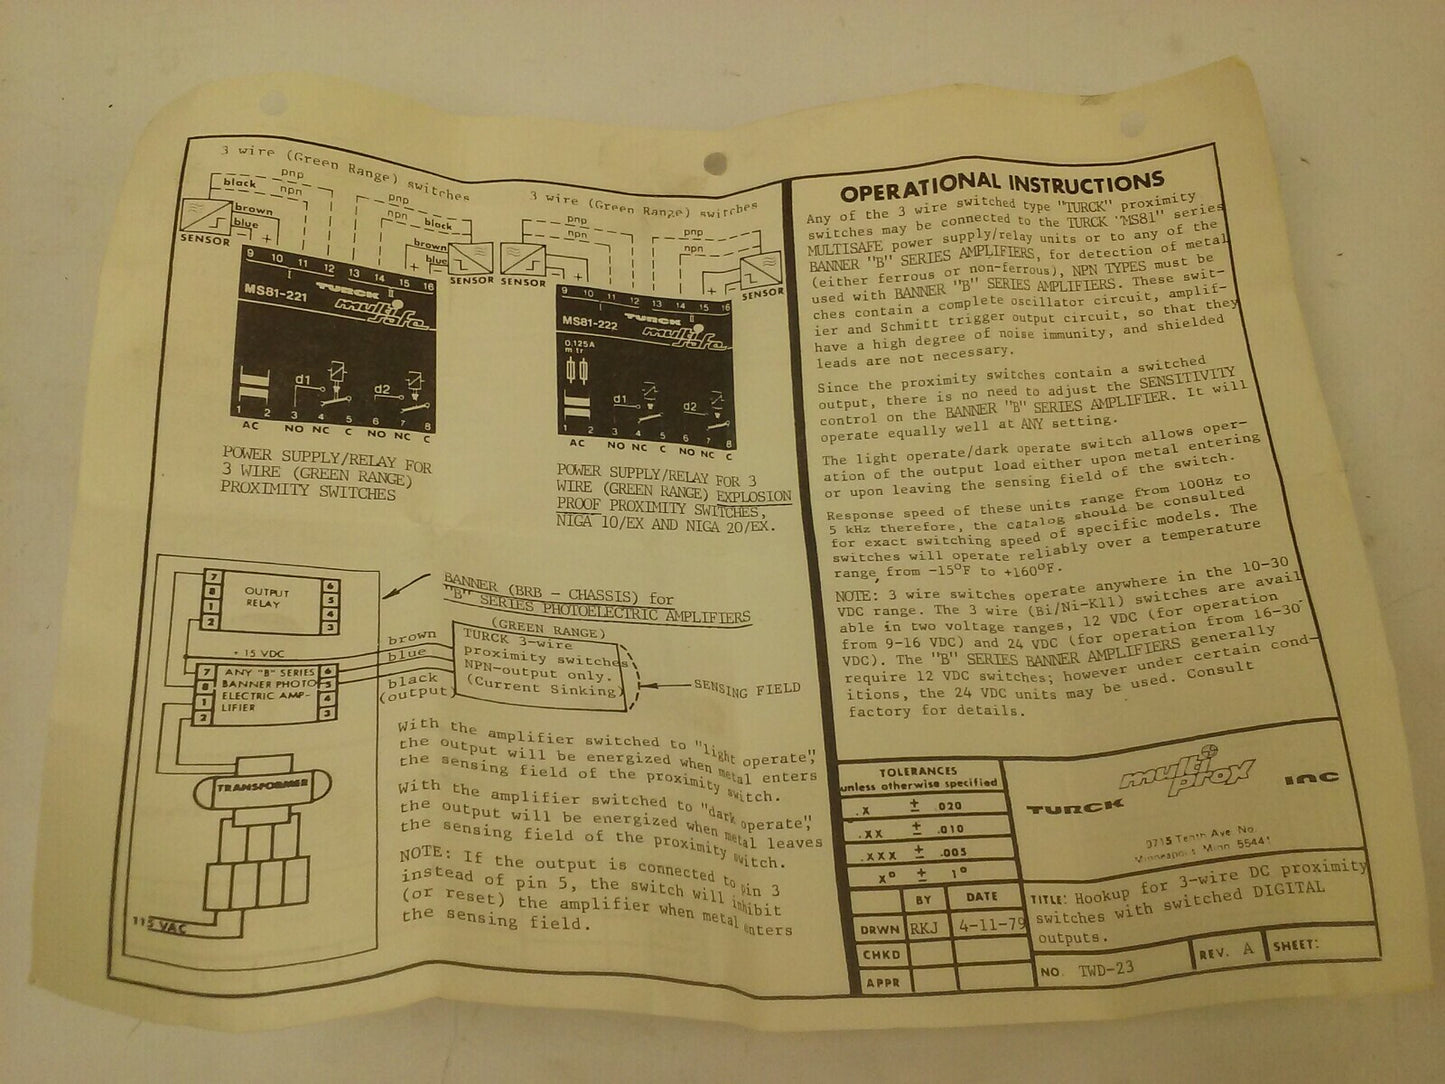 3 wire (Green Range) switches
pnp
black
npn
brown
blue
- +
SENSOR
pnp
npn
black
brown
blue
+ -
SENSOR
9 10 11 12 13 14 15 16
I II
MS81-221
TURCK
multi
safe
d1
d2
1 2 3 4 5 6 7 8
AC NO NC C NO NC C
POWER SUPPLY/RELAY FOR
3 WIRE (GREEN RANGE)
PROXIMITY SWITCHES
3 wire (Green Range) switches
pnp
npn
- +
SENSOR
pnp
npn
+ -
SENSOR
9 10 11 12 13 14 15 16
I II
MS81-222
TURCK
multi
safe
0,125A
m tr
d1
d2
1 2 3 4 5 6 7 8
AC NO NC C NO NC C
POWER SUPPLY/RELAY FOR 3
WIRE (GREEN RANGE) EXPLOSION
PROOF PROXIMITY SWITCHES,
NIGA 10/EX AND NIGA 20/EX.
7 6
8 OUTPUT 5
1 RELAY 4
2 3
+ 15 VDC
7 ANY "B" SERIES 6
8 BANNER PHOTO 5
1 ELECTRIC AMP- 4
2 LIFIER 3
TRANSFORMER
115 VAC
BANNER (BRB - CHASSIS) for
"B" SERIES PHOTOELECTRIC AMPLIFIERS
(GREEN RANGE)
brown
blue
black
(output)
TURCK 3-wire
proximity switches
NPN-output only.
(Current Sinking)
SENSING FIELD
With the amplifier switched to "light operate",
the output will be energized when metal enters
the sensing field of the proximity switch.
With the amplifier switched to "dark operate",
the output will be energized when metal leaves
the sensing field of the proximity switch.
NOTE: If the output is connected to pin 3
instead of pin 5, the switch will inhibit
(or reset) the amplifier when metal enters
the sensing field.
OPERATIONAL INSTRUCTIONS
Any of the 3 wire switched type "TURCK" proximity
switches may be connected to the TURCK "MS81" series
MULTISAFE power supply/relay units or to any of the
BANNER "B" SERIES AMPLIFIERS, for detection of metal
(either ferrous or non-ferrous), NPN TYPES must be
used with BANNER "B" SERIES AMPLIFIERS. These swit-
ches contain a complete oscillator circuit, amplif-
ier and Schmitt trigger output circuit, so that they
have a high degree of noise immunity, and shielded
leads are not necessary.
Since the proximity switches contain a switched
output, there is no need to adjust the SENSITIVITY
control on the BANNER "B" SERIES AMPLIFIER. It will
operate equally well at ANY setting.
The light operate/dark operate switch allows oper-
ation of the output load either upon metal entering
or upon leaving the sensing field of the switch.
Response speed of these units range from 100Hz to
5 kHz therefore, the catalog should be consulted
for exact switching speed of specific models. The
switches will operate reliably over a temperature
range, from -15°F to +160°F.
NOTE: 3 wire switches operate anywhere in the 10-30
VDC range. The 3 wire (Bi/Ni-K11) switches are avail
able in two voltage ranges, 12 VDC (for operation
from 9-16 VDC) and 24 VDC (for operation from 16-30
VDC). The "B" SERIES BANNER AMPLIFIERS generally
require 12 VDC switches; however under certain cond-
itions, the 24 VDC units may be used. Consult
factory for details.
TOLERANCES
unless otherwise specified
.X ± .020
.XX ± .010
.XXX ± .005
X° ± 1°
BY DATE
DRWN RKJ 4-11-79
CHKD
APPR
TURCK multi prox inc
9715 Tenth Ave No.
Minneapolis Minn 55441
TITLE: Hookup for 3-wire DC proximity
switches with switched DIGITAL
outputs.
NO. TWD-23 REV. A SHEET: